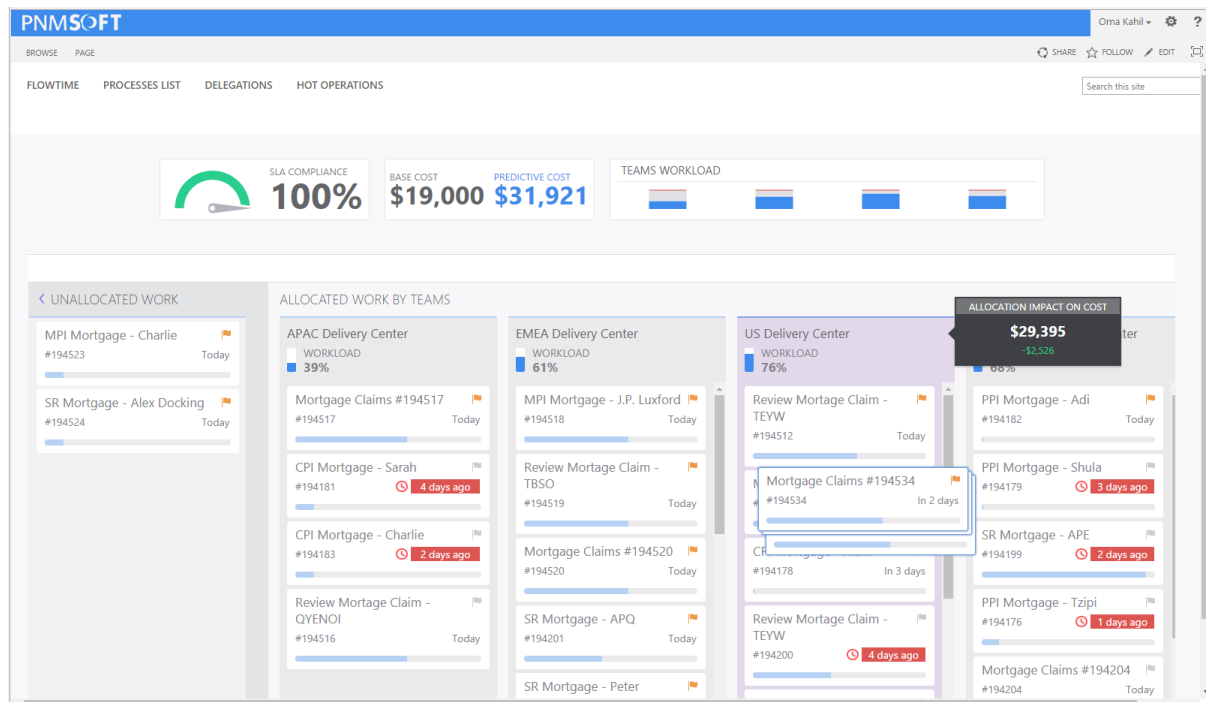 PNMSOFT
Orna Kahil
?
BROWSE PAGE
SHARE FOLLOW EDIT
FLOWTIME PROCESSES LIST DELEGATIONS HOT OPERATIONS
Search this site
SLA COMPLIANCE
100%
BASE COST
$19,000
PREDICTIVE COST
$31,921
TEAMS WORKLOAD
UNALLOCATED WORK
MPI Mortgage - Charlie
#194523 Today
SR Mortgage - Alex Docking
#194524 Today
ALLOCATED WORK BY TEAMS
APAC Delivery Center
WORKLOAD
39%
Mortgage Claims #194517
#194517 Today
CPI Mortgage - Sarah
#194181 4 days ago
CPI Mortgage - Charlie
#194183 2 days ago
Review Mortage Claim -
QYENOI
#194516 Today
EMEA Delivery Center
WORKLOAD
61%
MPI Mortgage - J.P. Luxford
#194518 Today
Review Mortage Claim -
TBSO
#194519 Today
Mortgage Claims #194520
#194520 Today
SR Mortgage - APQ
#194201 Today
SR Mortgage - Peter
US Delivery Center
WORKLOAD
76%
Review Mortage Claim -
TEYW
#194512 Today
Mortgage Claims #194534
#194534 In 2 days
#194178 In 3 days
Review Mortage Claim -
TEYW
#194200 4 days ago
ALLOCATION IMPACT ON COST
$29,395
-$2,526
68%
PPI Mortgage - Adi
#194182 Today
PPI Mortgage - Shula
#194179 3 days ago
SR Mortgage - APE
#194199 2 days ago
PPI Mortgage - Tzipi
#194176 1 days ago
Mortgage Claims #194204
#194204 Today